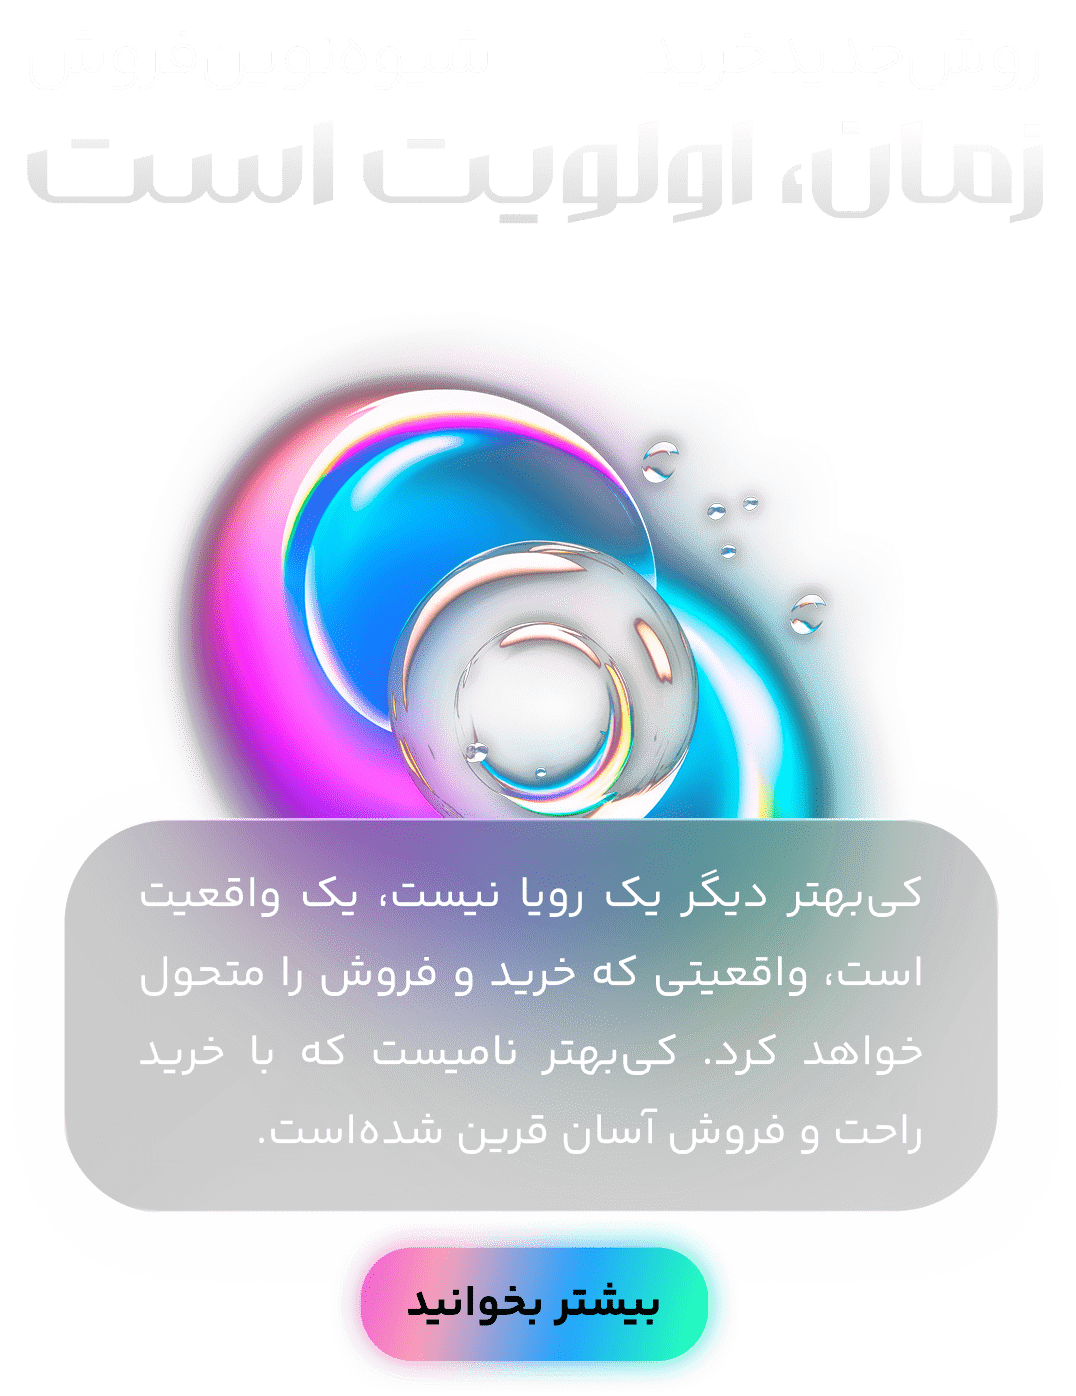 روش‌جدیدخرید شیوه‌نوین‌فروش
زمان، اولویت است
کی‌بهتر دیگر یک رویا نیست، یک واقعیت
است، واقعیتی که خرید و فروش را متحول
خواهد کرد. کی‌بهتر نامیست که با خرید
راحت و فروش آسان قرین شده‌است.
بیشتر بخوانید